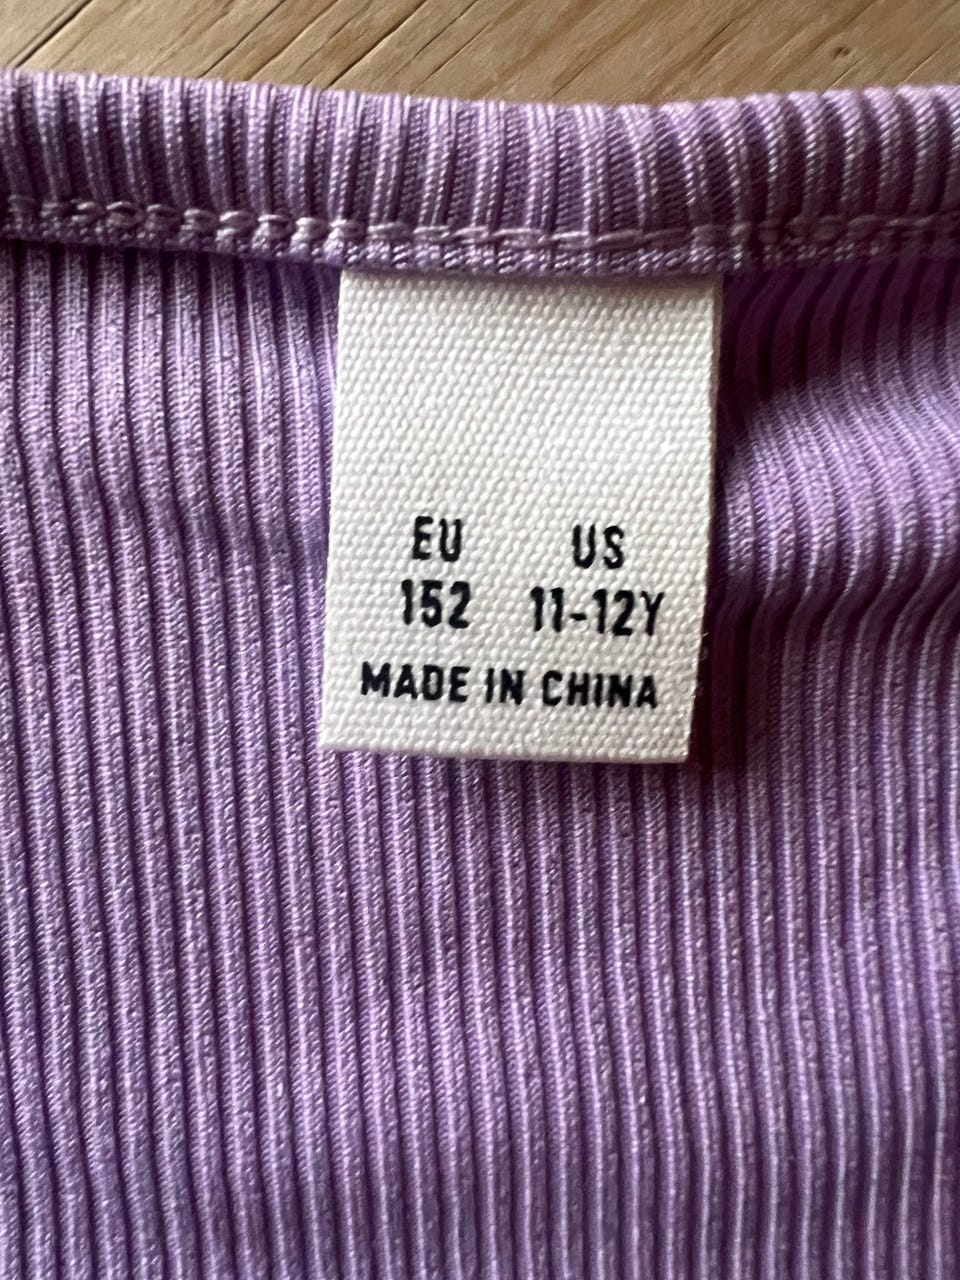 EU US
152 11-12Y
MADE IN CHINA